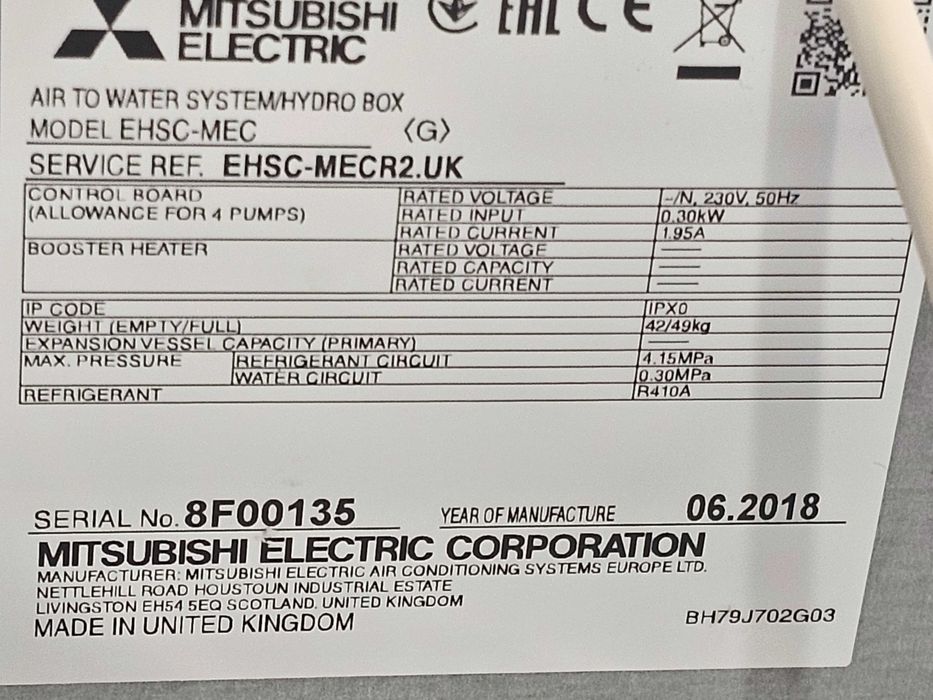 MITSUBISHI
ELECTRIC
EAC CE
AIR TO WATER SYSTEM/HYDRO BOX
MODEL EHSC-MEC 〈G〉
SERVICE REF. EHSC-MECR2.UK
CONTROL BOARD RATED VOLTAGE ~/N, 230V, 50Hz
(ALLOWANCE FOR 4 PUMPS) RATED INPUT 0.30kW
RATED CURRENT 1.95A
BOOSTER HEATER RATED VOLTAGE ——
RATED CAPACITY ——
RATED CURRENT ——
IP CODE IPX0
WEIGHT (EMPTY/FULL) 42/49kg
EXPANSION VESSEL CAPACITY (PRIMARY) ——
MAX. PRESSURE REFRIGERANT CIRCUIT 4.15MPa
WATER CIRCUIT 0.30MPa
REFRIGERANT R410A
SERIAL No. 8F00135 YEAR OF MANUFACTURE 06.2018
MITSUBISHI ELECTRIC CORPORATION
MANUFACTURER: MITSUBISHI ELECTRIC AIR CONDITIONING SYSTEMS EUROPE LTD.
NETTLEHILL ROAD HOUSTOUN INDUSTRIAL ESTATE
LIVINGSTON EH54 5EQ SCOTLAND, UNITED KINGDOM
MADE IN UNITED KINGDOM BH79J702G03